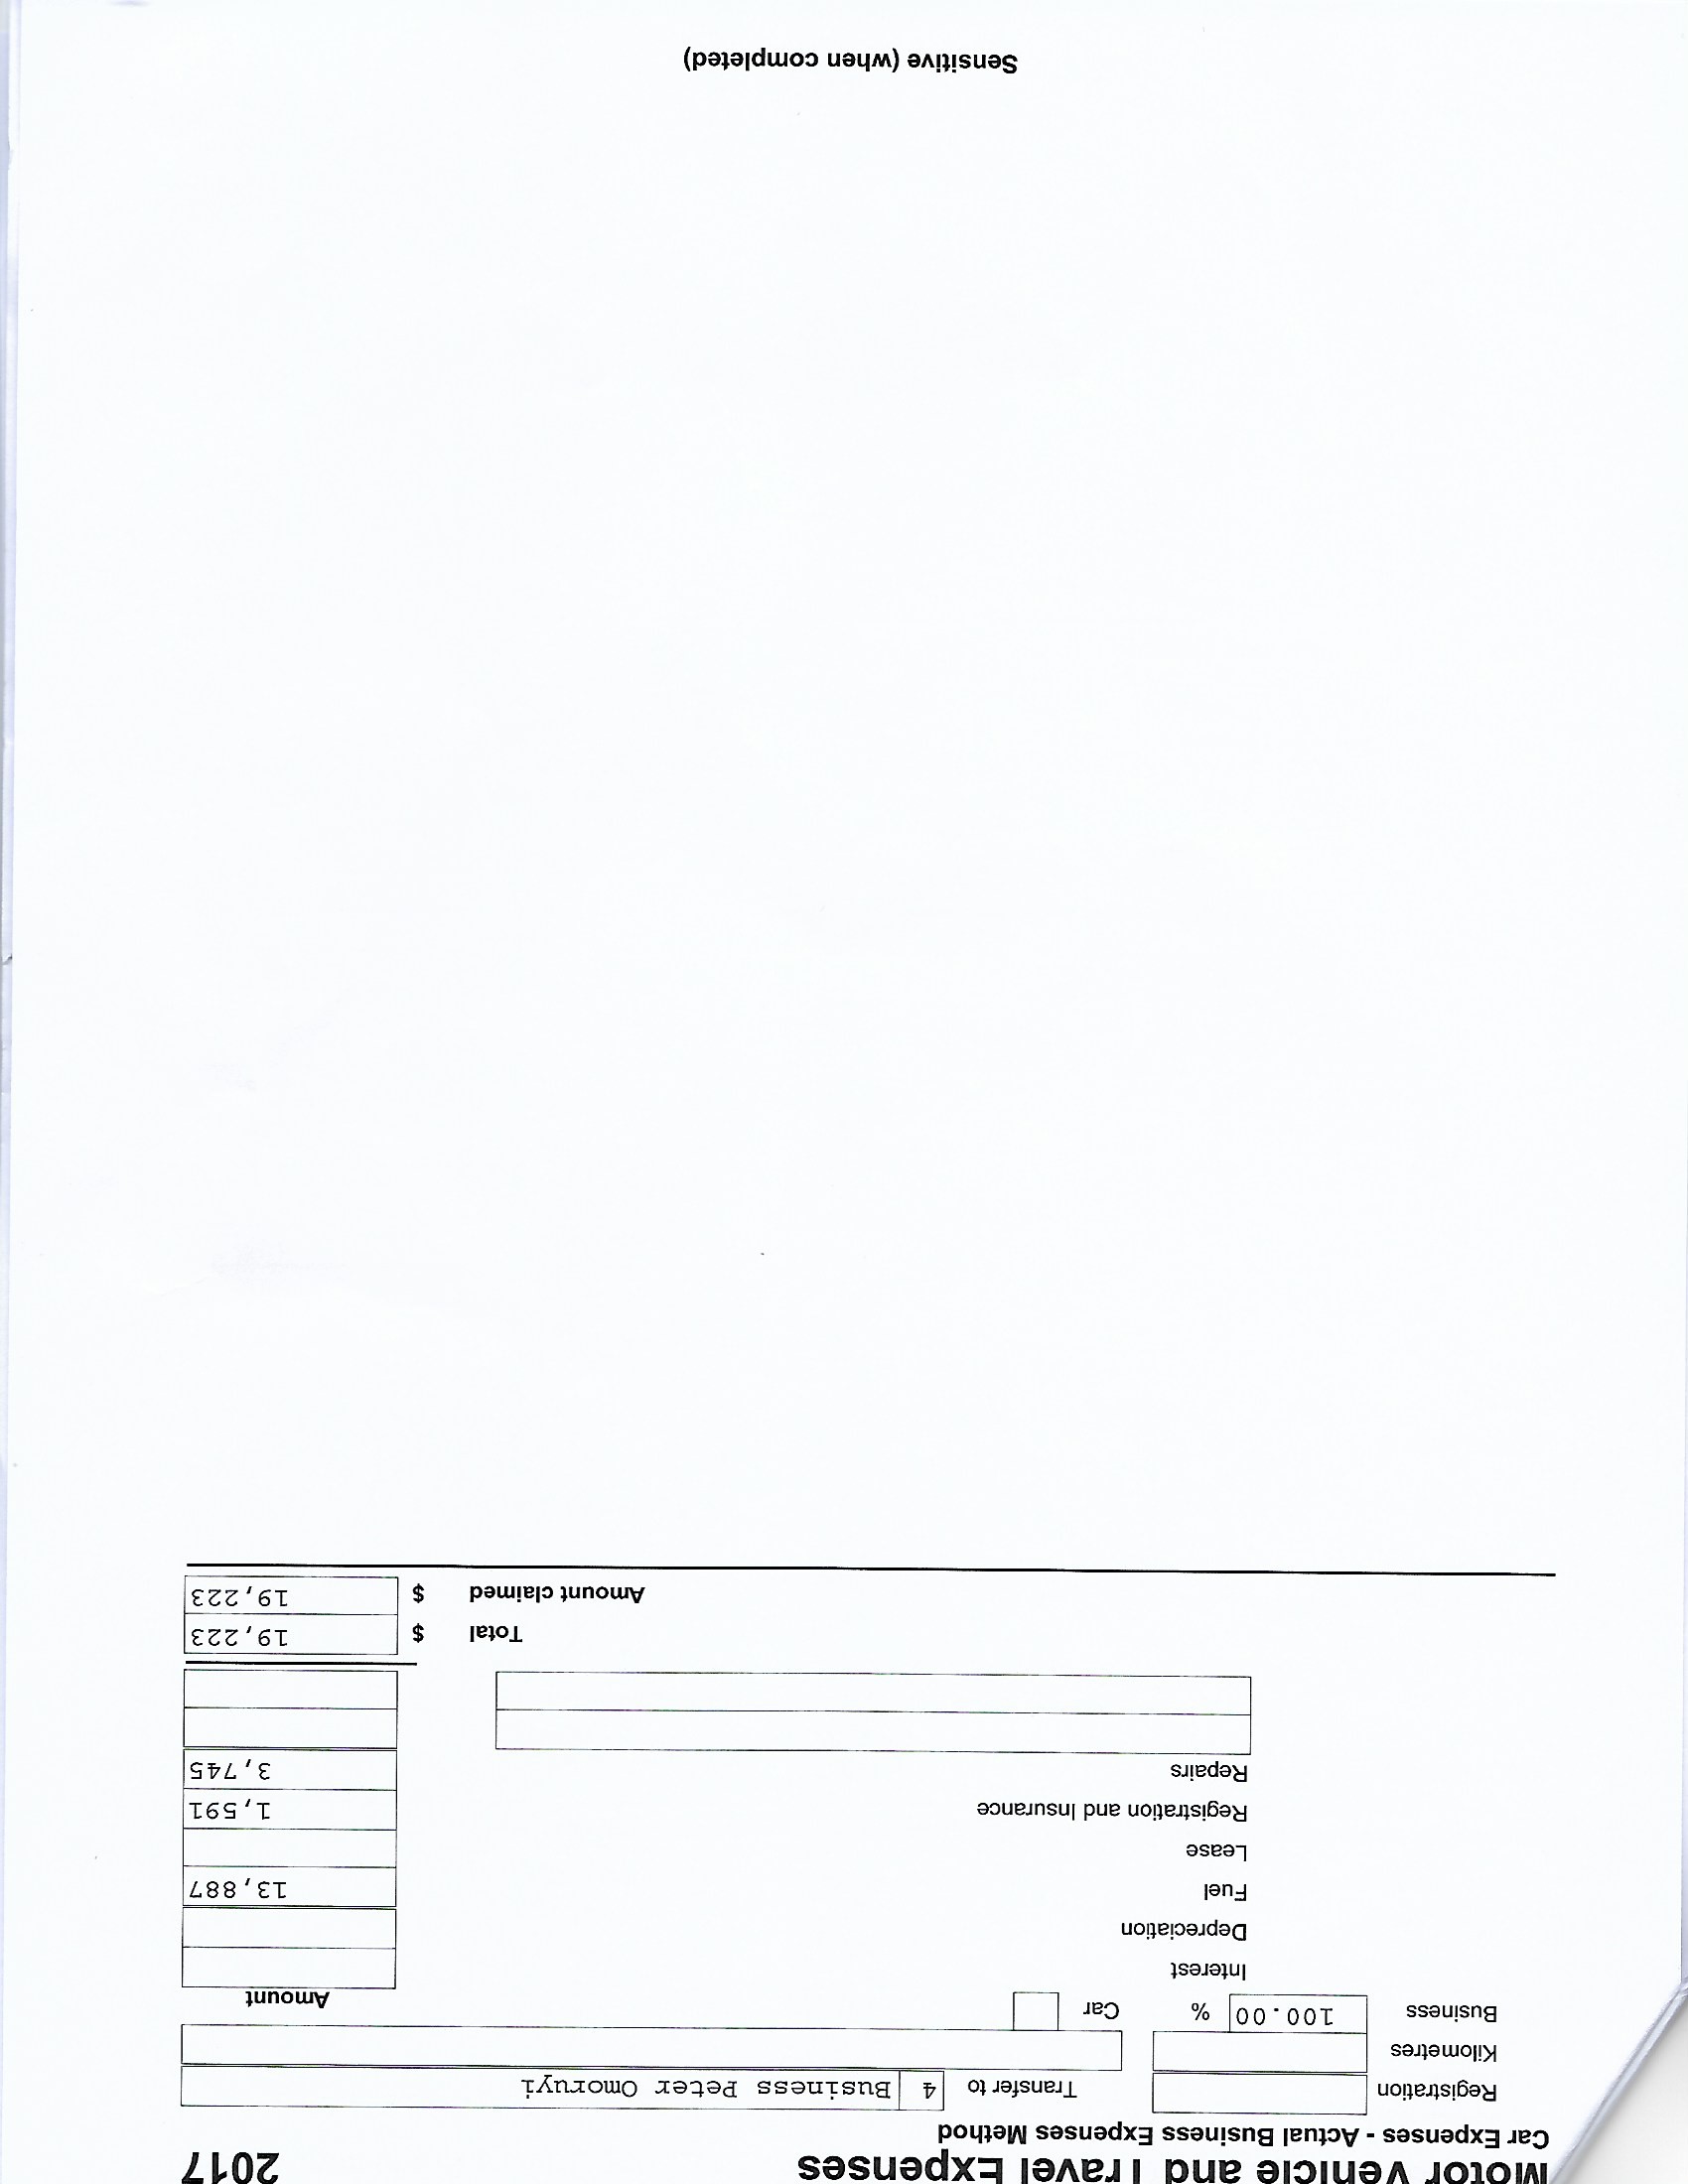 Motor Vehicle and Travel Expenses 2017
Car Expenses - Actual Business Expenses Method
Registration Transfer to 4 Business Peter Omoruyi
Kilometres
Business 100.00 % Car
Amount
Interest
Depreciation
Fuel 13,887
Lease
Registration and Insurance 1,591
Repairs 3,745
Total $ 19,223
Amount claimed $ 19,223
Sensitive (when completed)